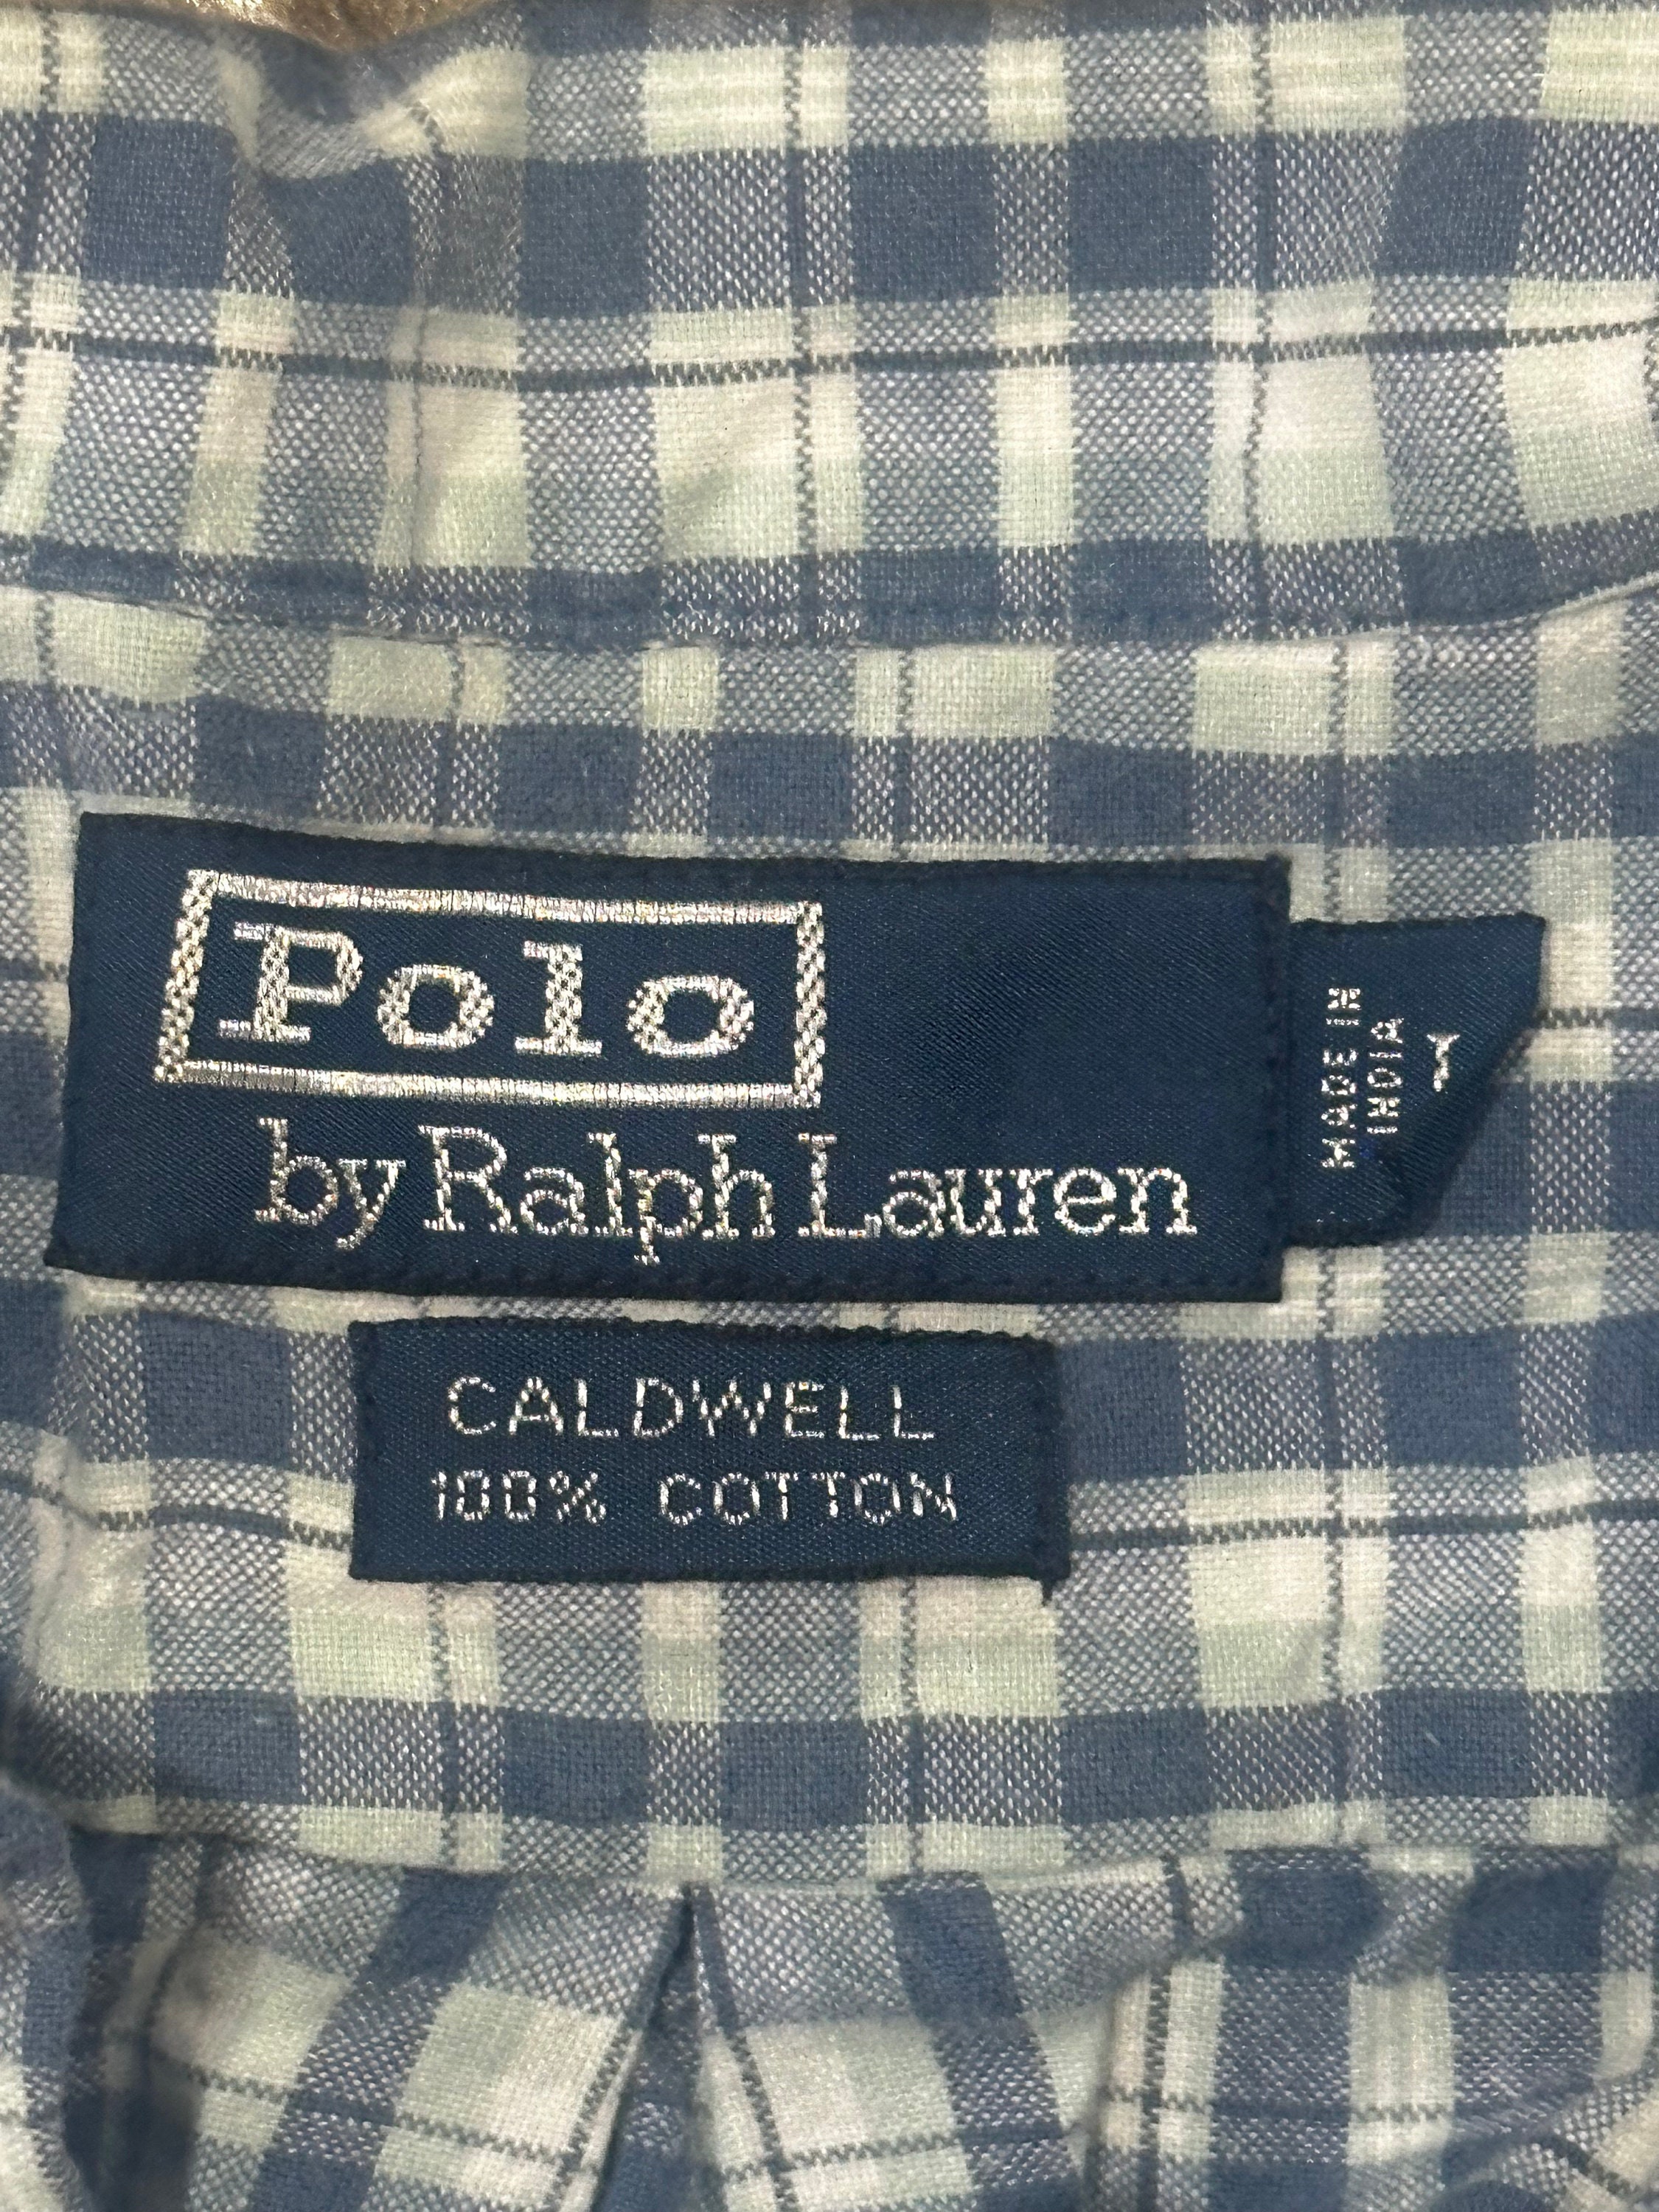 Polo
by Ralph Lauren
MADE IN
INDIA
CALDWELL
100% COTTON